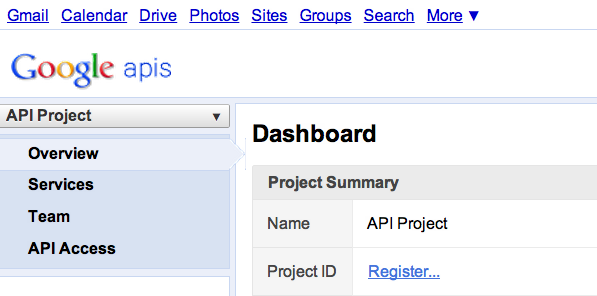 Gmail Calendar Drive Photos Sites Groups Search More ▼
Google apis
API Project ▼
Overview
Services
Team
API Access
Dashboard
Project Summary
Name API Project
Project ID Register...